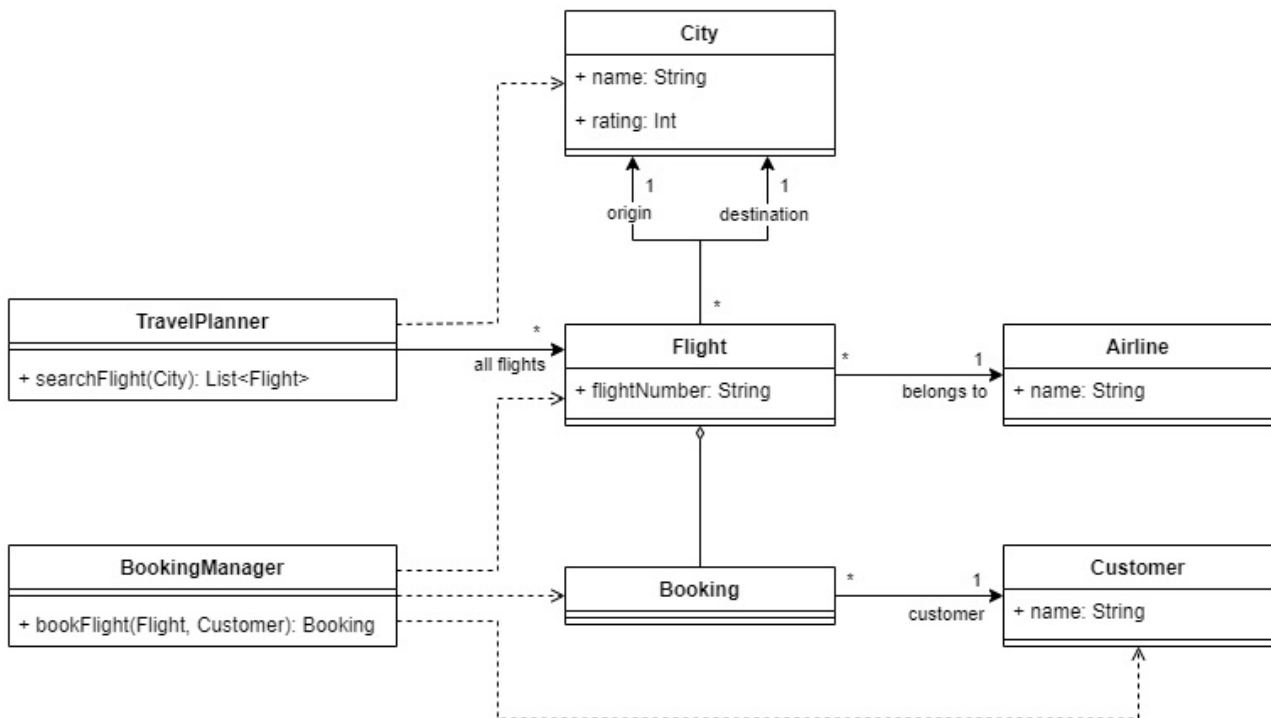 City
+ name: String
+ rating: Int
1
1
origin
destination
*
TravelPlanner
+ searchFlight(City): List<Flight>
*
all flights
Flight
+ flightNumber: String
*
1
belongs to
Airline
+ name: String
BookingManager
+ bookFlight(Flight, Customer): Booking
Booking
*
1
customer
Customer
+ name: String